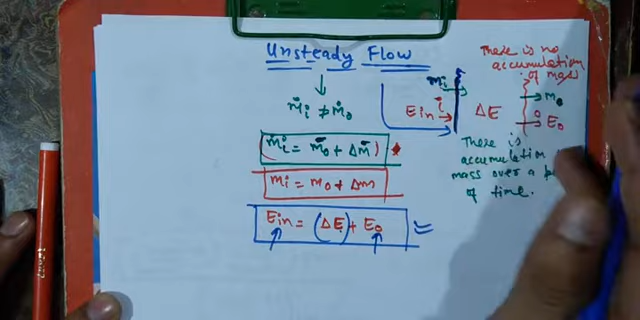 Unsteady Flow
ṁi ≠ ṁo
(ṁi = ṁo + Δṁ)
mi = mo + Δm
Ein = (ΔE) + Eo
ṁi
i
Ein
ΔE
mo
o
Eo
There is no
accumulation
of mass
There is
accumulation
mass over a
of time.